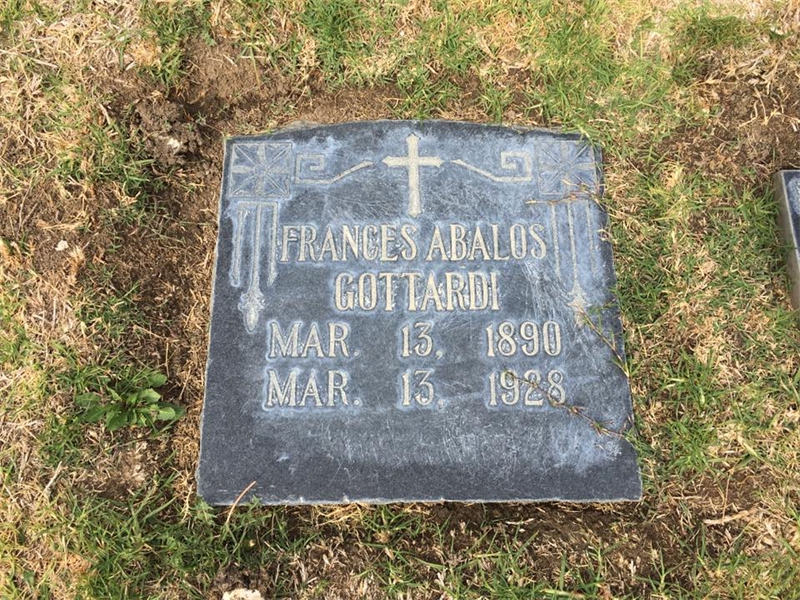 FRANCES ABALOS
GOTTARDI
MAR. 13, 1890
MAR. 13, 1928